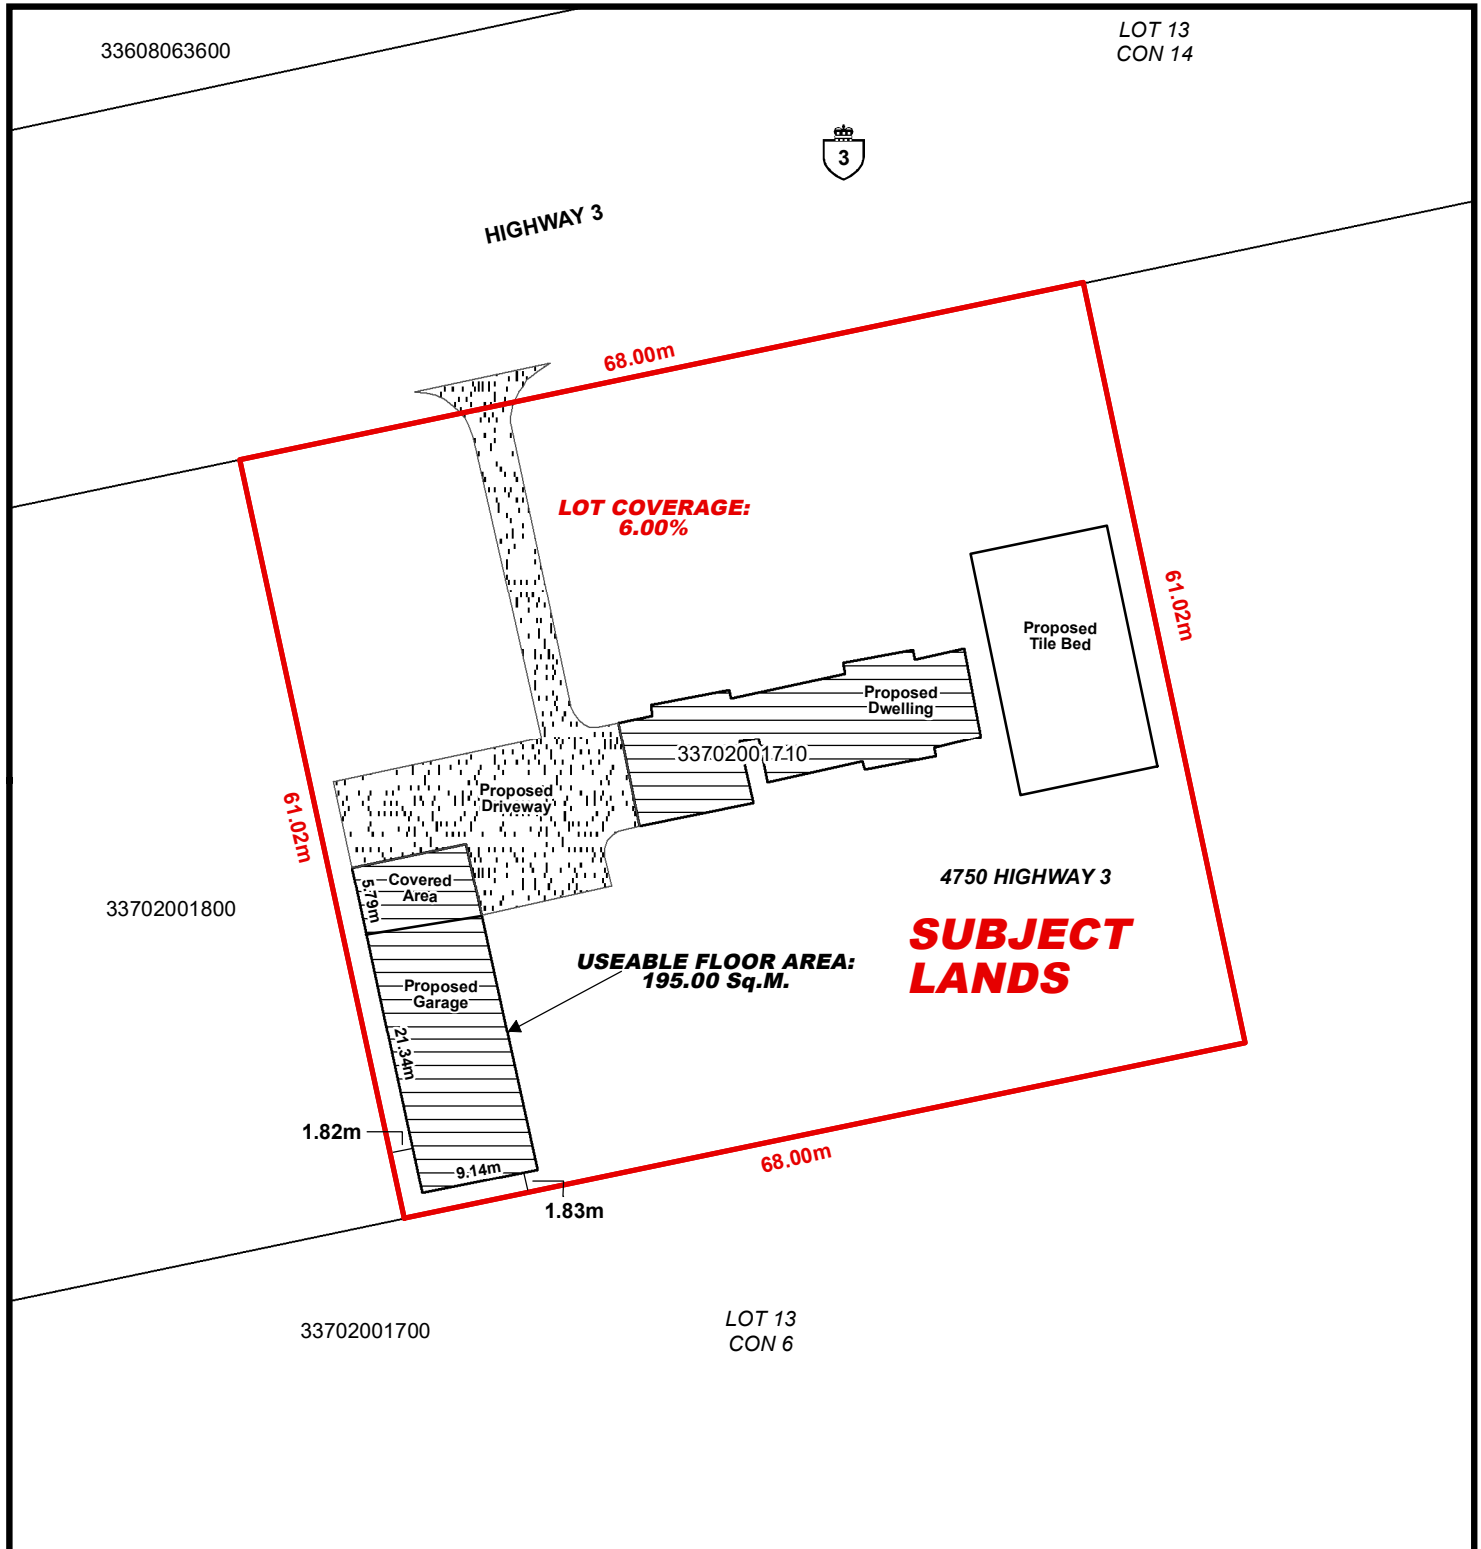 33608063600
LOT 13
CON 14
3
HIGHWAY 3
68.00m
LOT COVERAGE:
6.00%
61.02m
Proposed
Tile Bed
Proposed
Dwelling
33702001710
Proposed
Driveway
61.02m
Covered
Area
5.79m
33702001800
4750 HIGHWAY 3
SUBJECT
LANDS
USEABLE FLOOR AREA:
195.00 Sq.M.
Proposed
Garage
21.34m
1.82m
9.14m
68.00m
1.83m
33702001700
LOT 13
CON 6